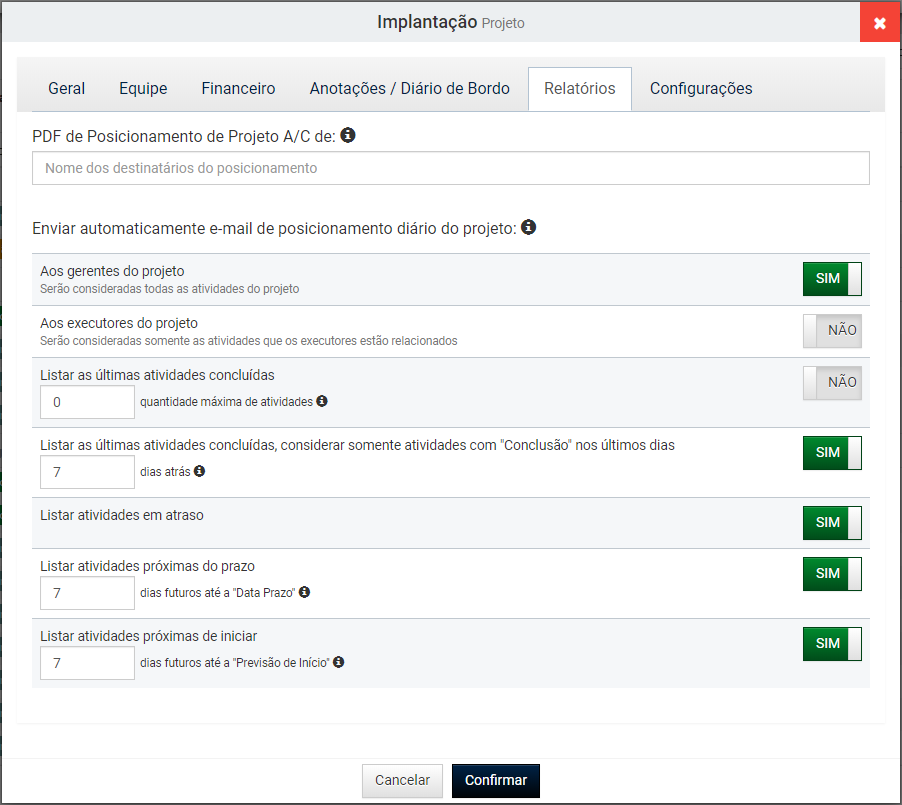 Implantação Projeto
Geral Equipe Financeiro Anotações / Diário de Bordo Relatórios Configurações
PDF de Posicionamento de Projeto A/C de:
Nome dos destinatários do posicionamento
Enviar automaticamente e-mail de posicionamento diário do projeto:
Aos gerentes do projeto
Serão consideradas todas as atividades do projeto
SIM
Aos executores do projeto
Serão consideradas somente as atividades que os executores estão relacionados
NÃO
Listar as últimas atividades concluídas
NÃO
0 quantidade máxima de atividades
Listar as últimas atividades concluídas, considerar somente atividades com "Conclusão" nos últimos dias
SIM
7 dias atrás
Listar atividades em atraso
SIM
Listar atividades próximas do prazo
SIM
7 dias futuros até a "Data Prazo"
Listar atividades próximas de iniciar
SIM
7 dias futuros até a "Previsão de Início"
Cancelar Confirmar